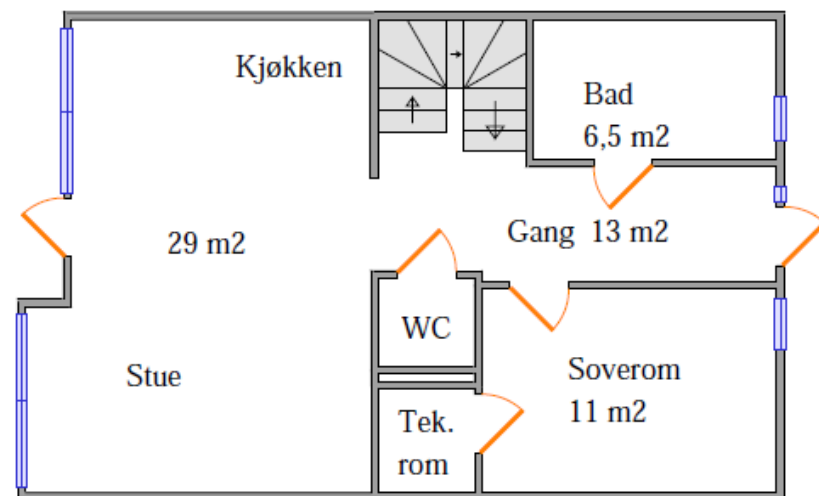 Kjøkken
Bad
6,5 m2
29 m2
Gang 13 m2
WC
Stue
Soverom
11 m2
Tek.
rom